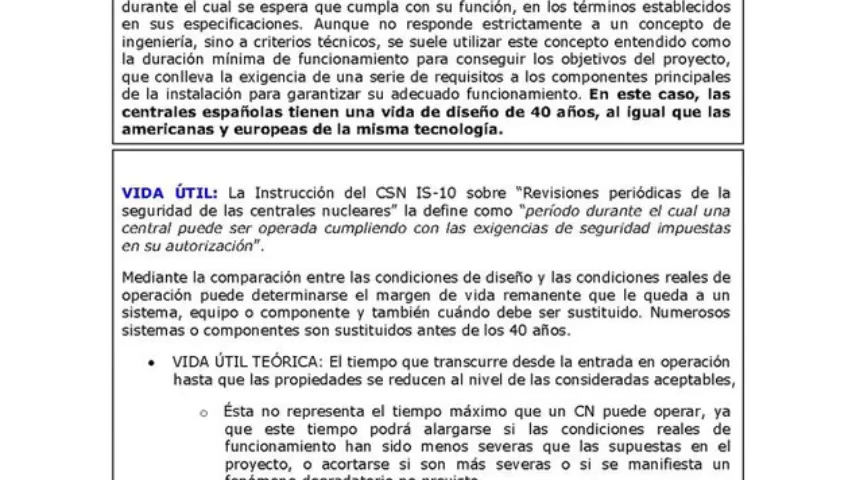 durante el cual se espera que cumpla con su función, en los términos establecidos
en sus especificaciones. Aunque no responde estrictamente a un concepto de
ingeniería, sino a criterios técnicos, se suele utilizar este concepto entendido como
la duración mínima de funcionamiento para conseguir los objetivos del proyecto,
que conlleva la exigencia de una serie de requisitos a los componentes principales
de la instalación para garantizar su adecuado funcionamiento. En este caso, las
centrales españolas tienen una vida de diseño de 40 años, al igual que las
americanas y europeas de la misma tecnología.
VIDA ÚTIL: La Instrucción del CSN IS-10 sobre “Revisiones periódicas de la
seguridad de las centrales nucleares” la define como “período durante el cual una
central puede ser operada cumpliendo con las exigencias de seguridad impuestas
en su autorización”.
Mediante la comparación entre las condiciones de diseño y las condiciones reales de
operación puede determinarse el margen de vida remanente que le queda a un
sistema, equipo o componente y también cuándo debe ser sustituido. Numerosos
sistemas o componentes son sustituidos antes de los 40 años.
• VIDA ÚTIL TEÓRICA: El tiempo que transcurre desde la entrada en operación
hasta que las propiedades se reducen al nivel de las consideradas aceptables,
o Ésta no representa el tiempo máximo que un CN puede operar, ya
que este tiempo podrá alargarse si las condiciones reales de
funcionamiento han sido menos severas que las supuestas en el
proyecto, o acortarse si son más severas o si se manifiesta un